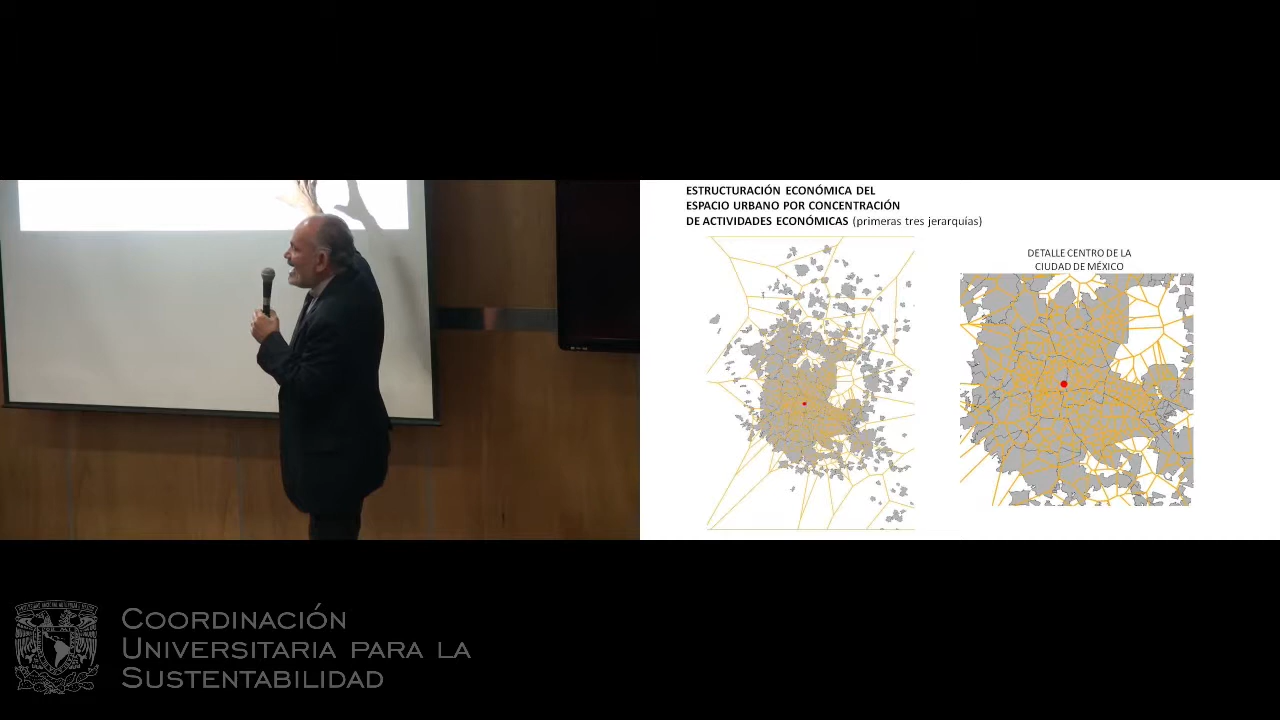 ESTRUCTURACIÓN ECONÓMICA DEL
ESPACIO URBANO POR CONCENTRACIÓN
DE ACTIVIDADES ECONÓMICAS (primeras tres jerarquías)
DETALLE CENTRO DE LA
CIUDAD DE MÉXICO
COORDINACIÓN
UNIVERSITARIA PARA LA
SUSTENTABILIDAD